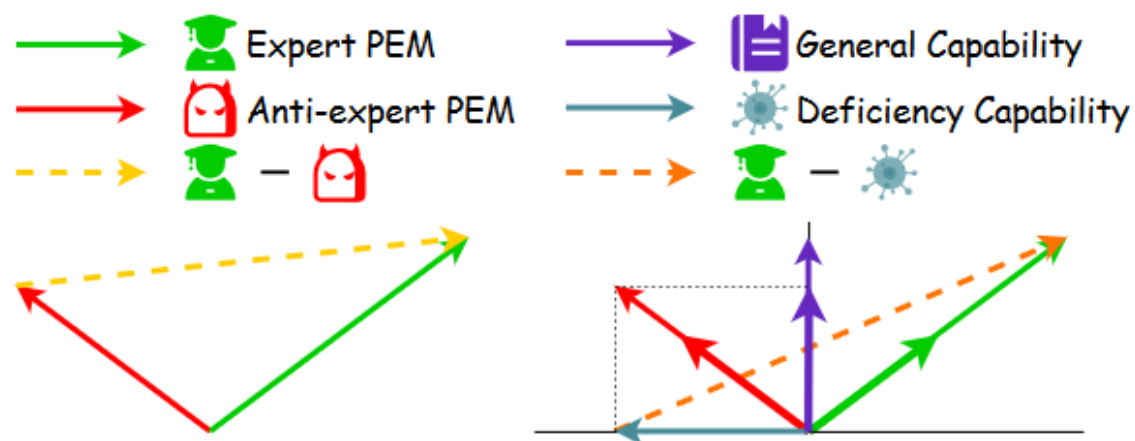 Expert PEM
General Capability
Anti-expert PEM
Deficiency Capability